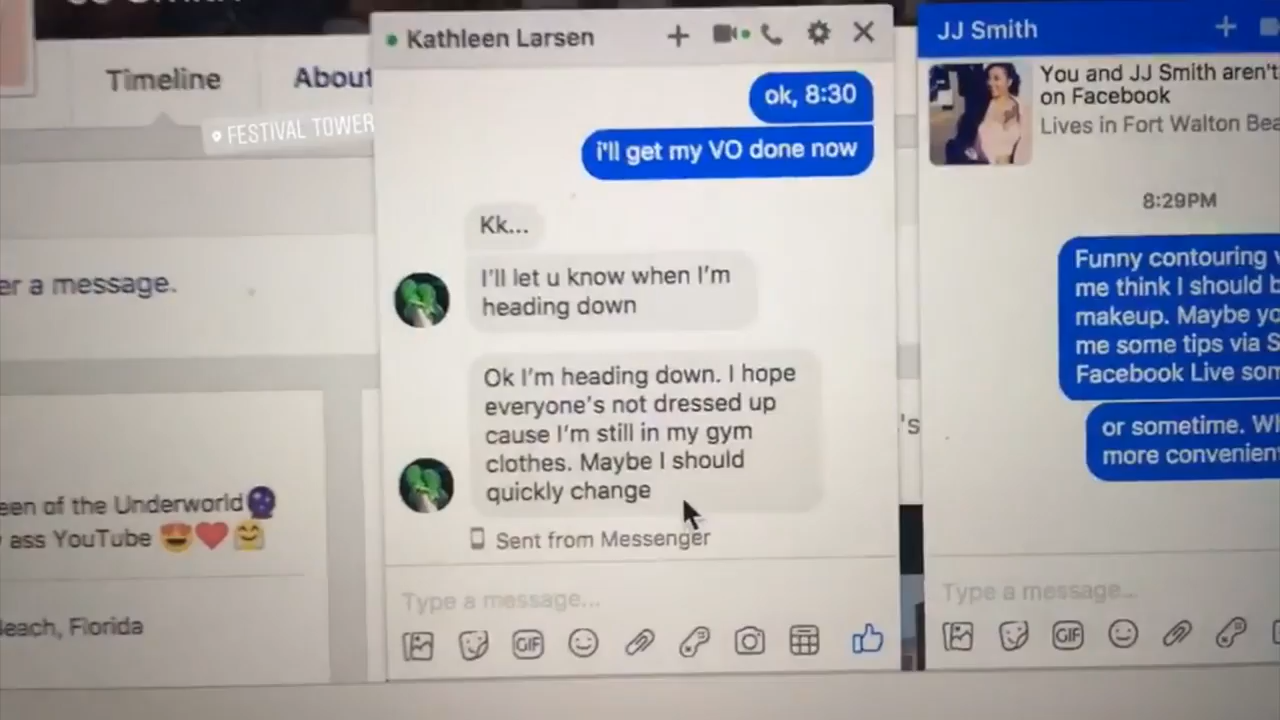 Timeline
About
FESTIVAL TOWER
er a message.
een of the Underworld🔮
ass YouTube 😍❤️🤗
Beach, Florida
Kathleen Larsen
ok, 8:30
i'll get my VO done now
Kk...
I'll let u know when I'm
heading down
Ok I'm heading down. I hope
everyone's not dressed up
cause I'm still in my gym
clothes. Maybe I should
quickly change
Sent from Messenger
Type a message...
GIF
's
JJ Smith
You and JJ Smith aren't
on Facebook
Lives in Fort Walton Bea
8:29PM
Funny contouring v
me think I should b
makeup. Maybe yo
me some tips via S
Facebook Live som
or sometime. Wh
more convenient
Type a message...
GIF